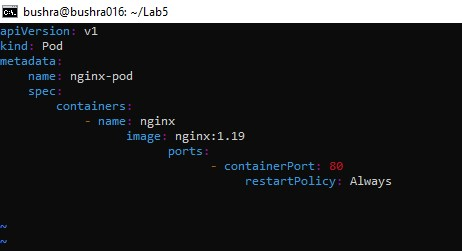 bushra@bushra016: ~/Lab5
apiVersion: v1
kind: Pod
metadata:
    name: nginx-pod
    spec:
        containers:
            - name: nginx
                  image: nginx:1.19
                        ports:
                              - containerPort: 80
                                   restartPolicy: Always
~
~